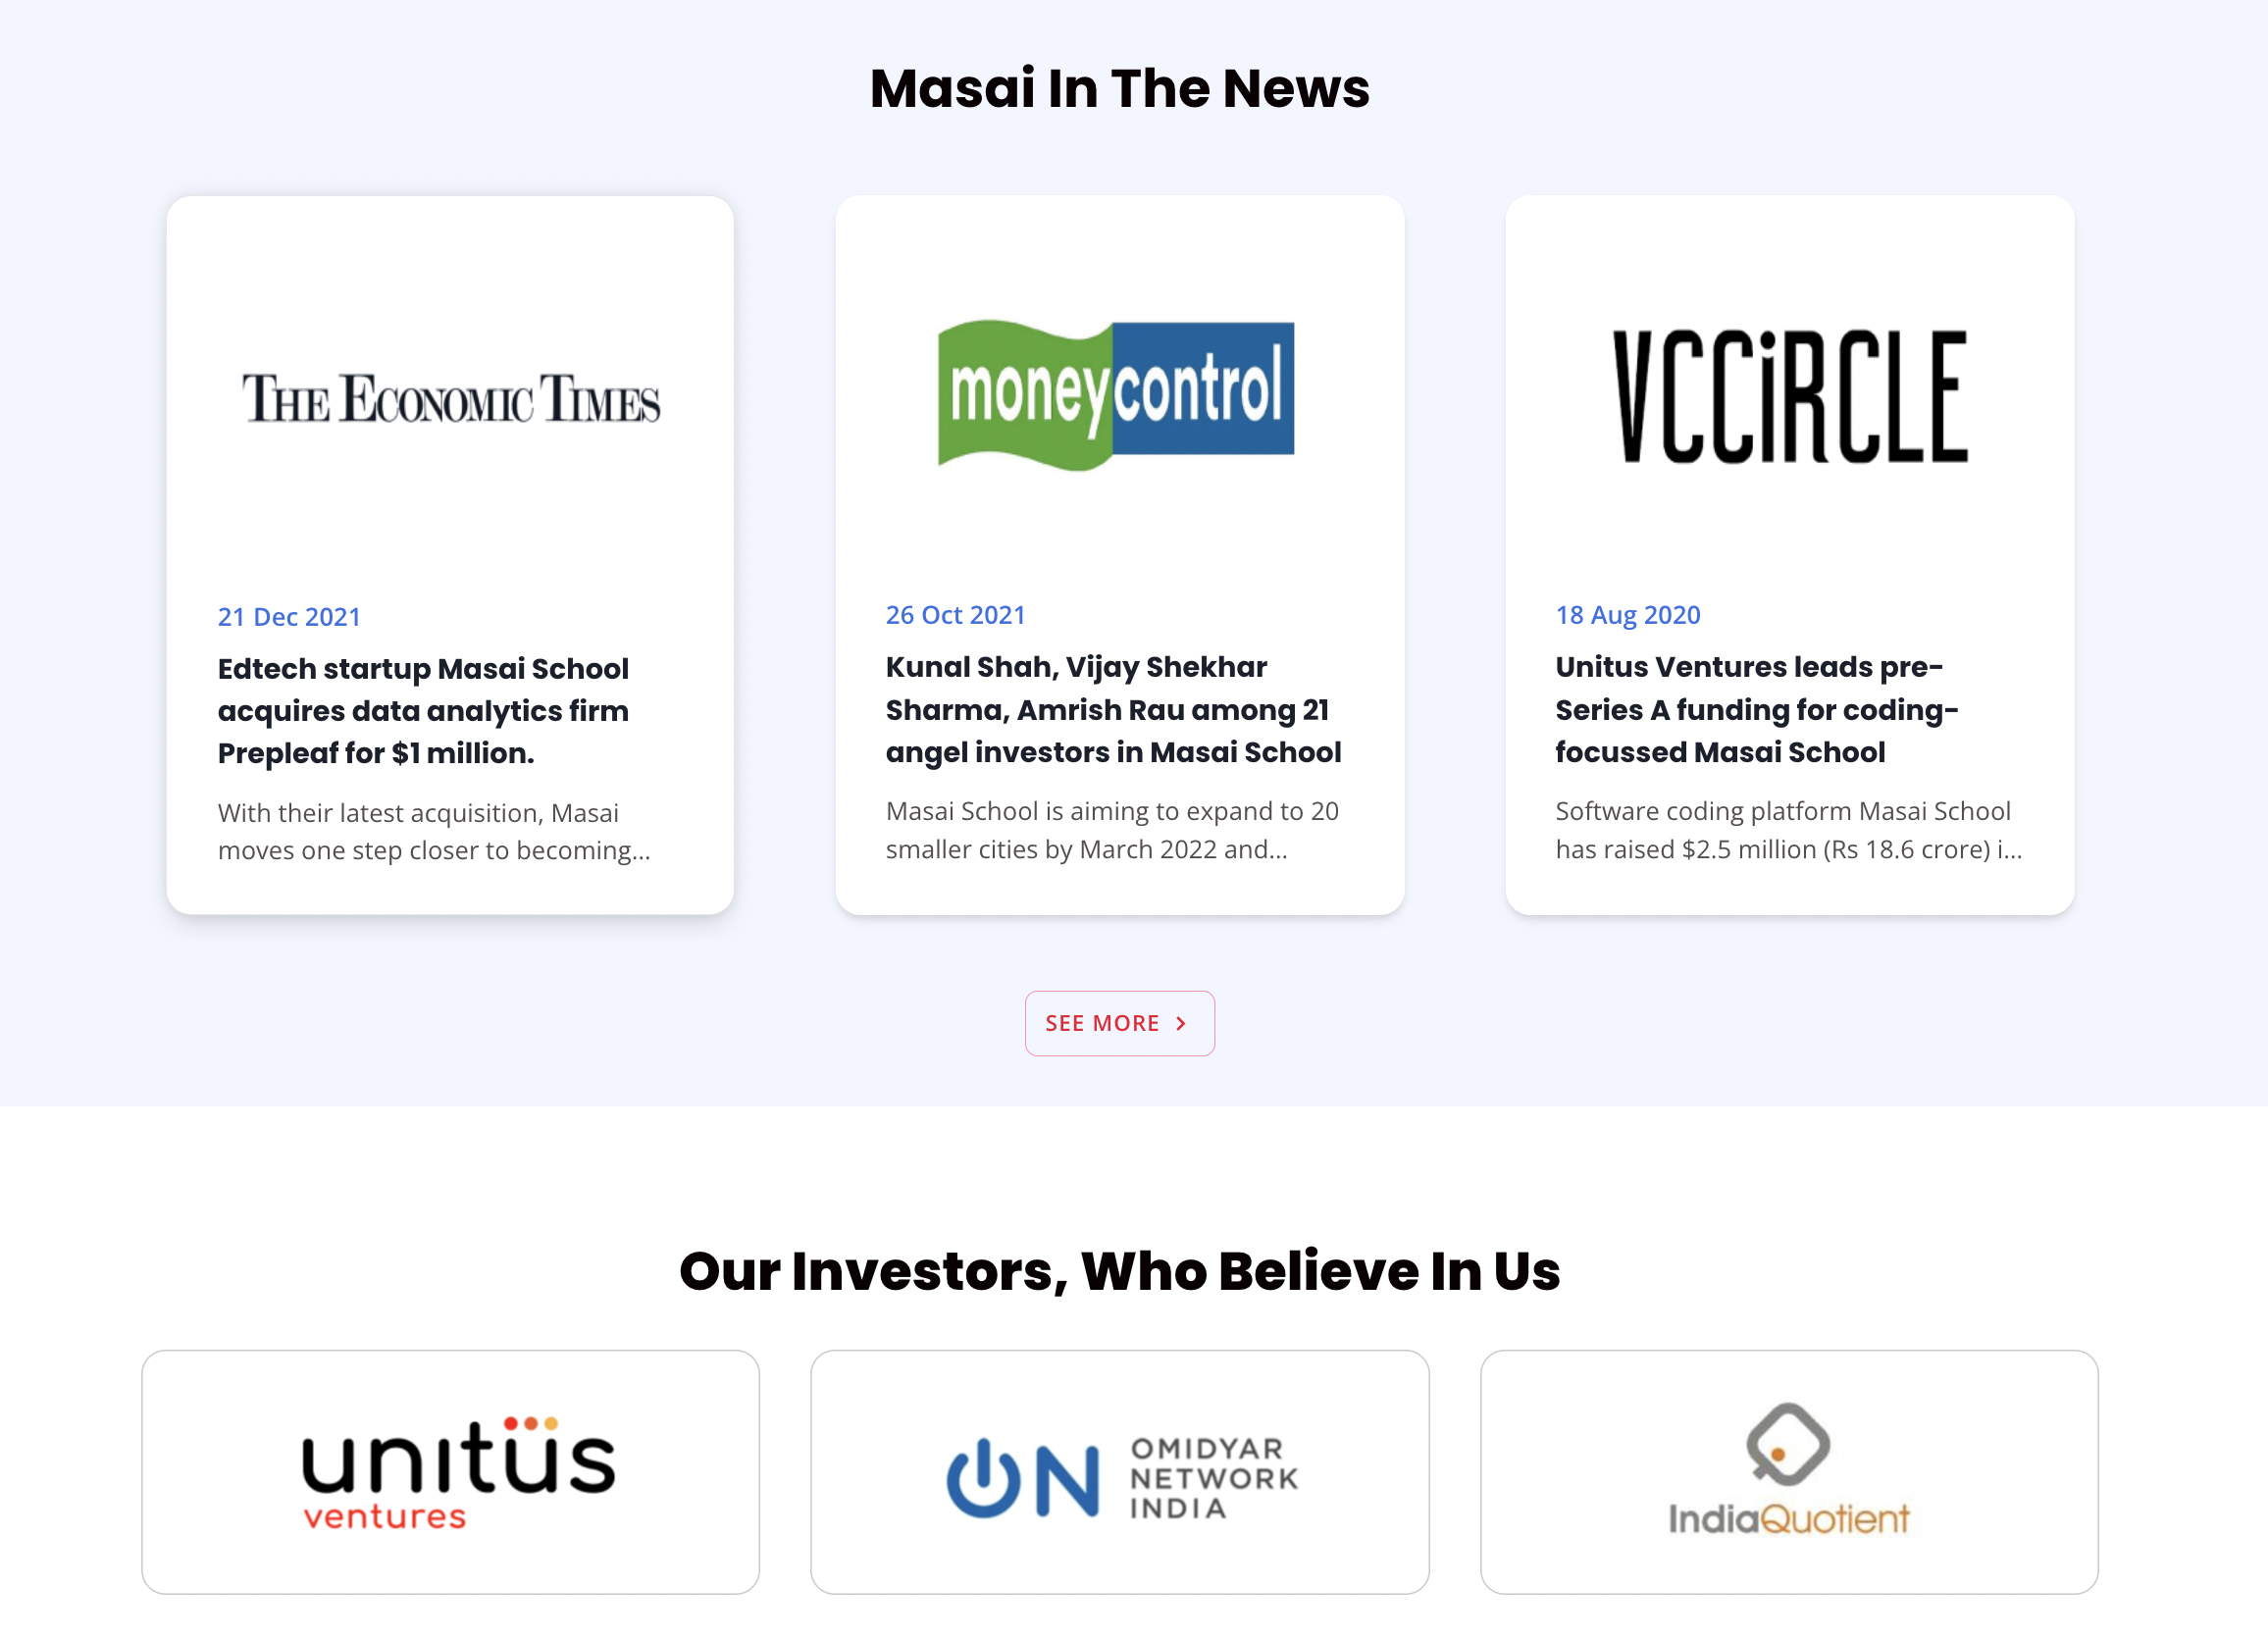 Masai In The News
THE ECONOMIC TIMES
21 Dec 2021
Edtech startup Masai School
acquires data analytics firm
Prepleaf for $1 million.
With their latest acquisition, Masai
moves one step closer to becoming...
moneycontrol
26 Oct 2021
Kunal Shah, Vijay Shekhar
Sharma, Amrish Rau among 21
angel investors in Masai School
Masai School is aiming to expand to 20
smaller cities by March 2022 and...
VCCiRCLE
18 Aug 2020
Unitus Ventures leads pre-
Series A funding for coding-
focussed Masai School
Software coding platform Masai School
has raised $2.5 million (Rs 18.6 crore) i...
SEE MORE
Our Investors, Who Believe In Us
unitüs
ventures
ON
OMIDYAR
NETWORK
INDIA
IndiaQuotient